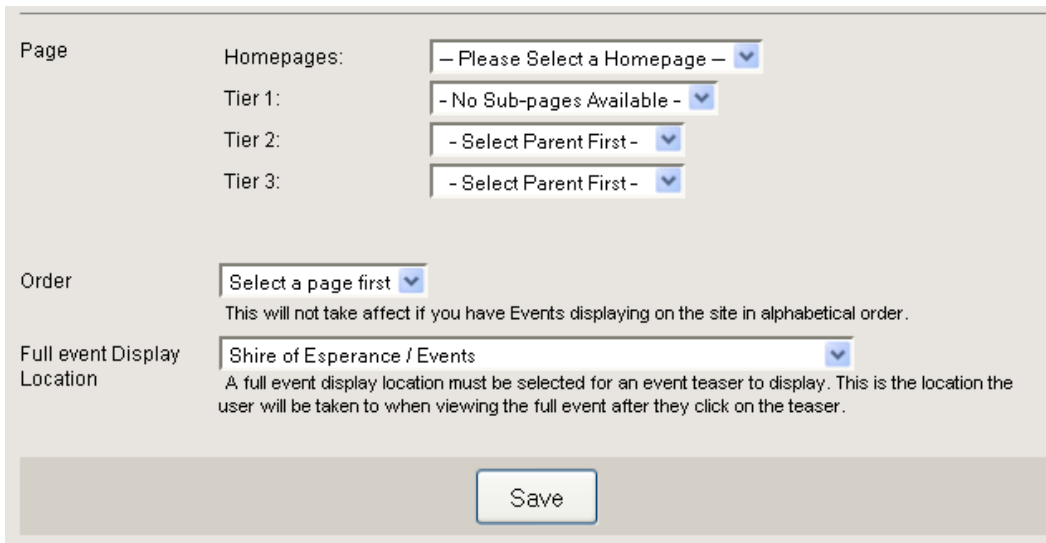 Page
Homepages:
– Please Select a Homepage –
Tier 1:
- No Sub-pages Available -
Tier 2:
- Select Parent First -
Tier 3:
- Select Parent First -
Order
Select a page first
This will not take affect if you have Events displaying on the site in alphabetical order.
Full event Display
Location
Shire of Esperance / Events
A full event display location must be selected for an event teaser to display. This is the location the
user will be taken to when viewing the full event after they click on the teaser.
Save